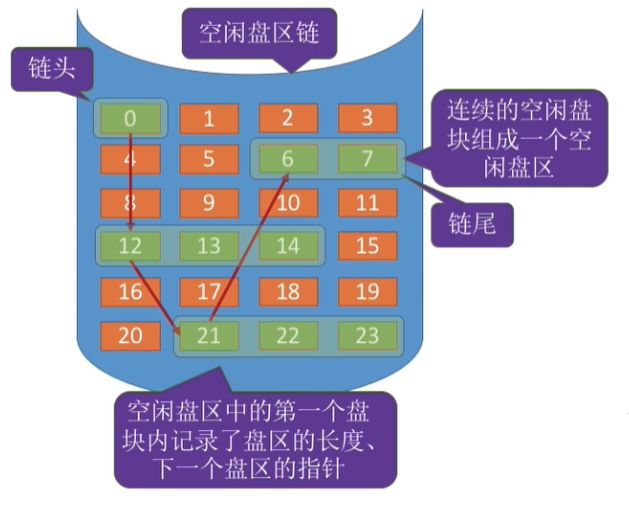 空闲盘区链
链头
0 1 2 3
4 5 6 7
8 9 10 11
12 13 14 15
16 17 18 19
20 21 22 23
连续的空闲盘
块组成一个空
闲盘区
链尾
空闲盘区中的第一个盘
块内记录了盘区的长度、
下一个盘区的指针